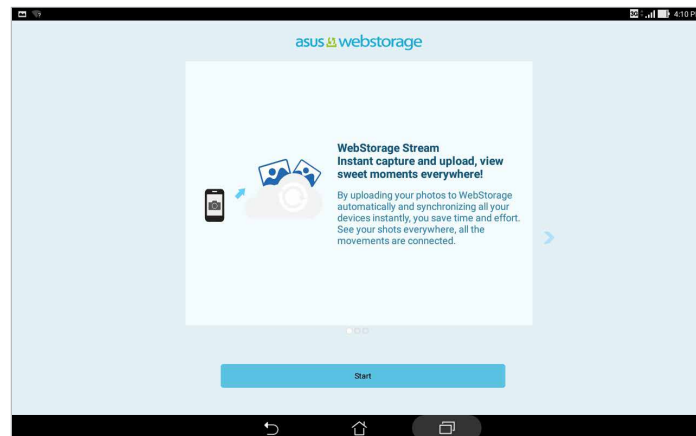 3G 4:10 P
asus webstorage
WebStorage Stream
Instant capture and upload, view
sweet moments everywhere!
By uploading your photos to WebStorage
automatically and synchronizing all your
devices instantly, you save time and effort.
See your shots everywhere, all the
movements are connected.
Start